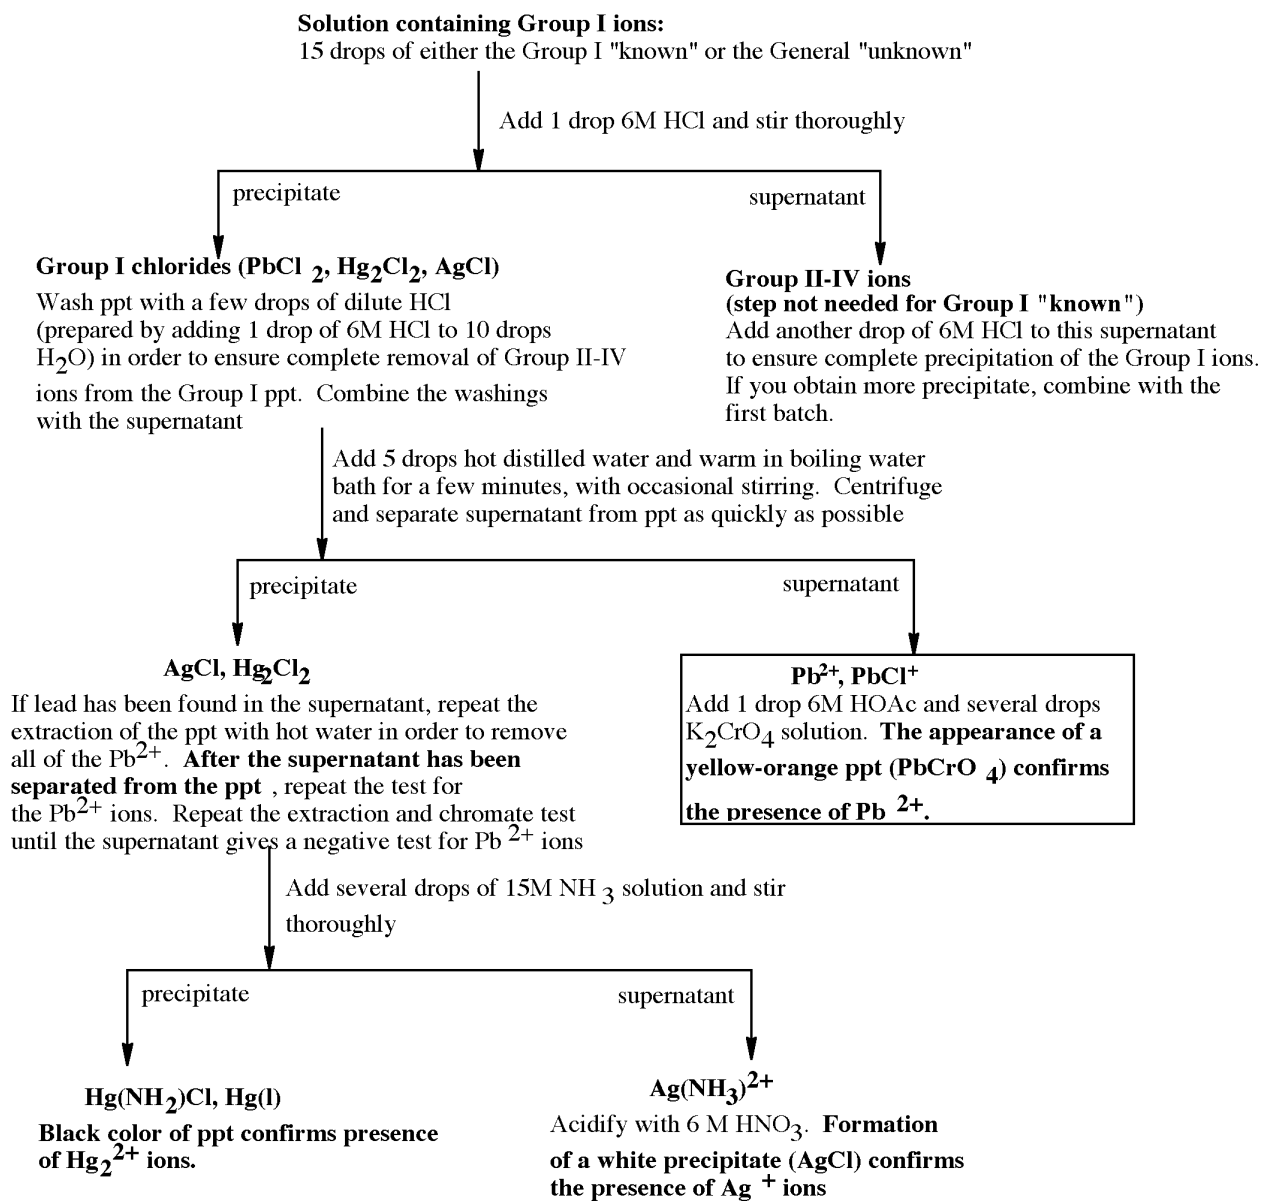 Solution containing Group I ions:
15 drops of either the Group I "known" or the General "unknown"
Add 1 drop 6M HCl and stir thoroughly
precipitate
supernatant
Group I chlorides (PbCl 2, Hg2Cl2, AgCl)
Wash ppt with a few drops of dilute HCl
(prepared by adding 1 drop of 6M HCl to 10 drops
H2O) in order to ensure complete removal of Group II-IV
ions from the Group I ppt. Combine the washings
with the supernatant
Group II-IV ions
(step not needed for Group I "known")
Add another drop of 6M HCl to this supernatant
to ensure complete precipitation of the Group I ions.
If you obtain more precipitate, combine with the
first batch.
Add 5 drops hot distilled water and warm in boiling water
bath for a few minutes, with occasional stirring. Centrifuge
and separate supernatant from ppt as quickly as possible
precipitate
supernatant
AgCl, Hg2Cl2
If lead has been found in the supernatant, repeat the
extraction of the ppt with hot water in order to remove
all of the Pb2+. After the supernatant has been
separated from the ppt , repeat the test for
the Pb2+ ions. Repeat the extraction and chromate test
until the supernatant gives a negative test for Pb 2+ ions
Pb2+, PbCl+
Add 1 drop 6M HOAc and several drops
K2CrO4 solution. The appearance of a
yellow-orange ppt (PbCrO 4) confirms
the presence of Pb 2+.
Add several drops of 15M NH 3 solution and stir
thoroughly
precipitate
supernatant
Hg(NH2)Cl, Hg(l)
Black color of ppt confirms presence
of Hg2 2+ ions.
Ag(NH3)2+
Acidify with 6 M HNO3. Formation
of a white precipitate (AgCl) confirms
the presence of Ag + ions